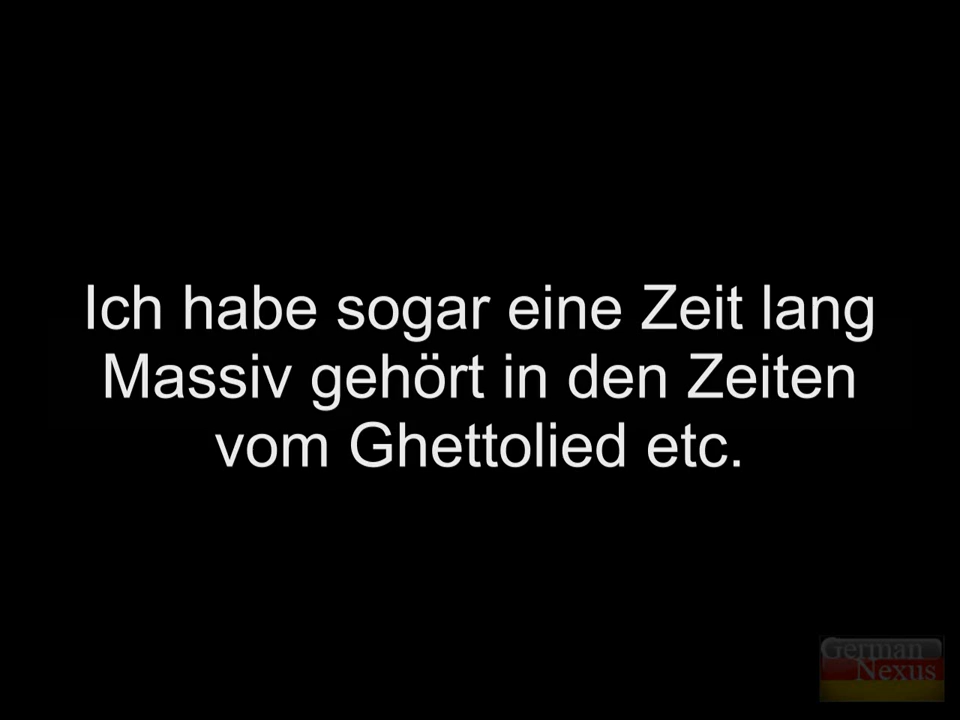 Ich habe sogar eine Zeit lang
Massiv gehört in den Zeiten
vom Ghettolied etc.
German
Nexus